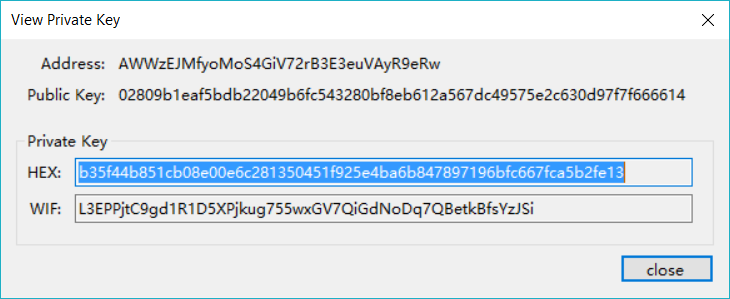 View Private Key
Address: AWWzEJMfyoMoS4GiV72rB3E3euVAyR9eRw
Public Key: 02809b1eaf5bdb22049b6fc543280bf8eb612a567dc49575e2c630d97f7f666614
Private Key
HEX: b35f44b851cb08e00e6c281350451f925e4ba6b847897196bfc667fca5b2fe13
WIF: L3EPPjtC9gd1R1D5XPjkug755wxGV7QiGdNoDq7QBetkBfsYzJSi
close